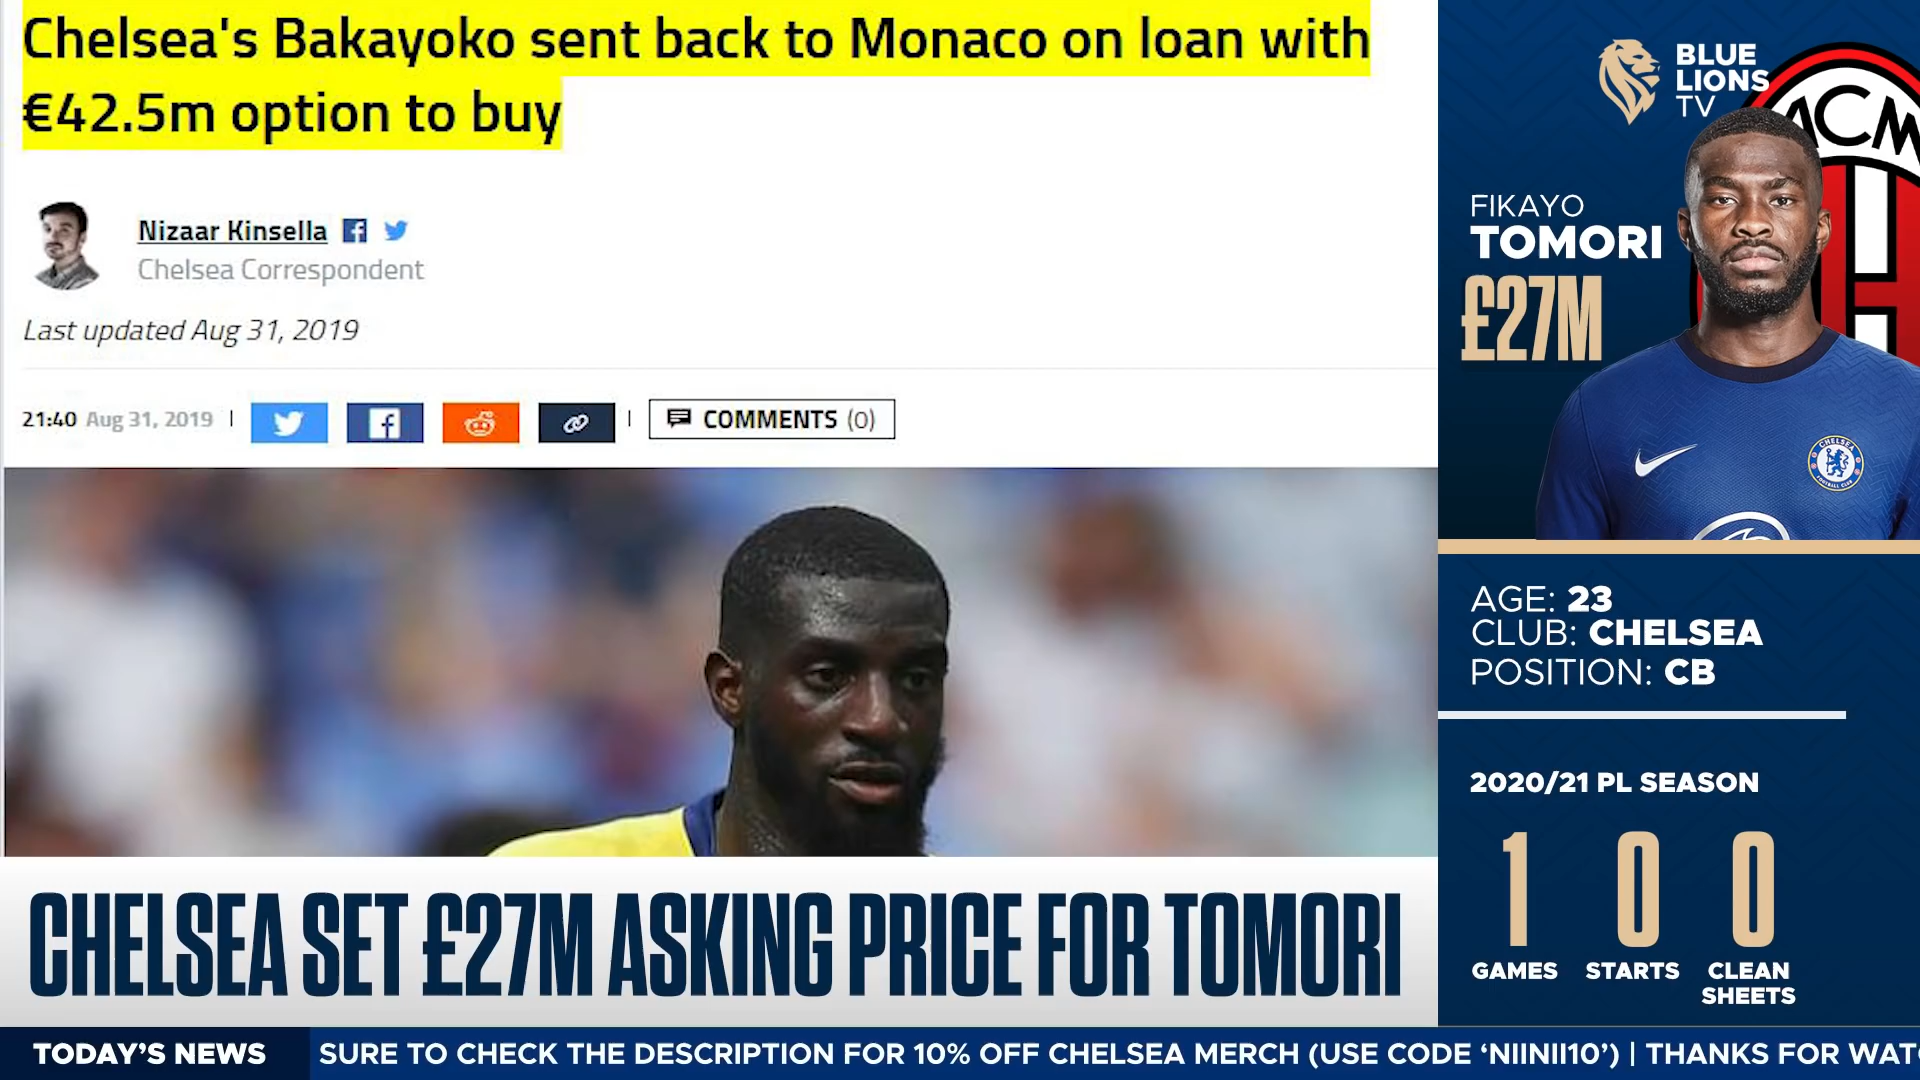 Chelsea's Bakayoko sent back to Monaco on loan with
€42.5m option to buy
Nizaar Kinsella
Chelsea Correspondent
Last updated Aug 31, 2019
21:40 Aug 31, 2019
COMMENTS (0)
BLUE
LIONS
TV
ACM
FIKAYO
TOMORI
£27M
CHELSEA
FOOTBALL CLUB
AGE: 23
CLUB: CHELSEA
POSITION: CB
2020/21 PL SEASON
1 0 0
GAMES STARTS CLEAN
SHEETS
CHELSEA SET £27M ASKING PRICE FOR TOMORI
TODAY'S NEWS
SURE TO CHECK THE DESCRIPTION FOR 10% OFF CHELSEA MERCH (USE CODE ‘NIINII10’) | THANKS FOR WAT